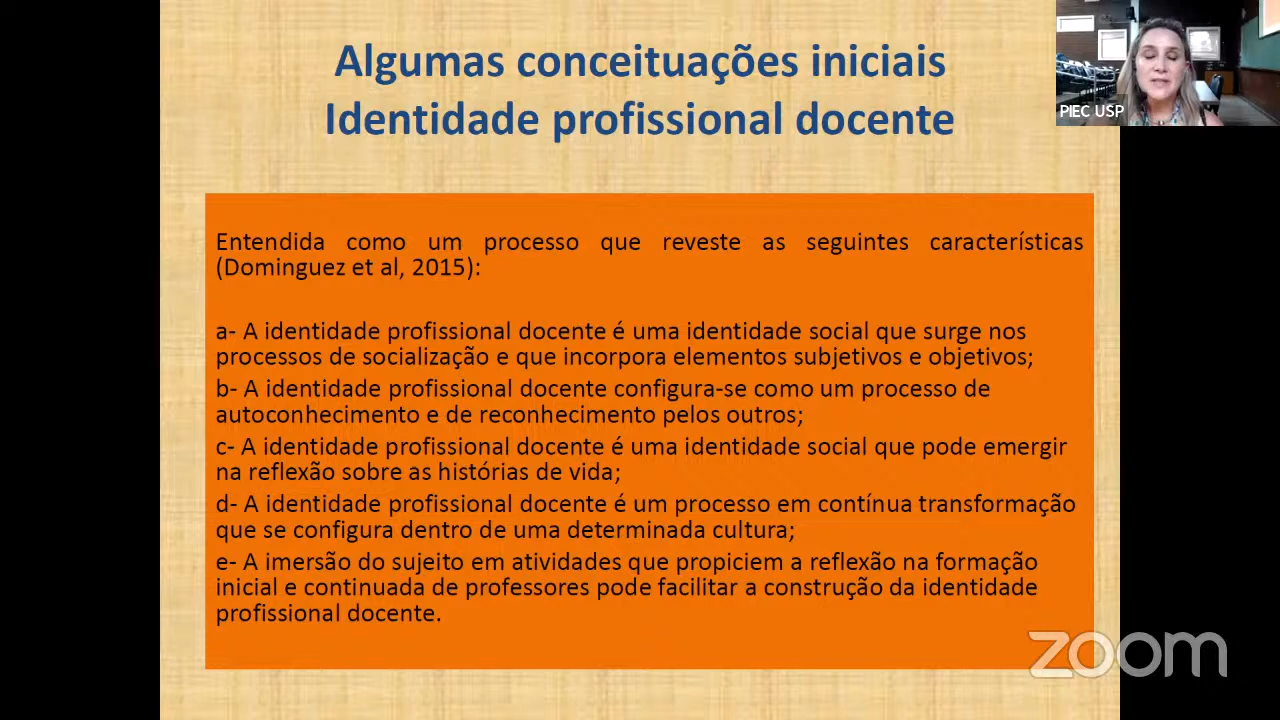 Algumas conceituações iniciais
Identidade profissional docente
PIEC USP
Entendida como um processo que reveste as seguintes características
(Dominguez et al, 2015):
a- A identidade profissional docente é uma identidade social que surge nos
processos de socialização e que incorpora elementos subjetivos e objetivos;
b- A identidade profissional docente configura-se como um processo de
autoconhecimento e de reconhecimento pelos outros;
c- A identidade profissional docente é uma identidade social que pode emergir
na reflexão sobre as histórias de vida;
d- A identidade profissional docente é um processo em contínua transformação
que se configura dentro de uma determinada cultura;
e- A imersão do sujeito em atividades que propiciem a reflexão na formação
inicial e continuada de professores pode facilitar a construção da identidade
profissional docente.
zoom